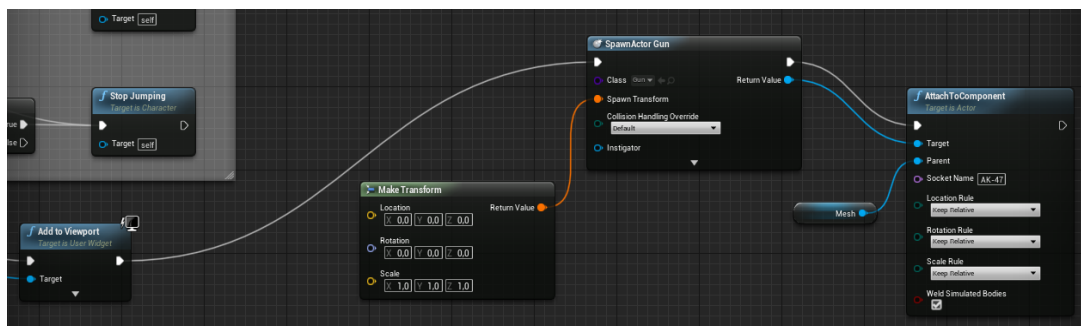 Target self
Stop Jumping
Target is Character
Target self
rue
lse
Add to Viewport
Target is User Widget
Target
Make Transform
Location
Return Value
X 0,0 Y 0,0 Z 0,0
Rotation
X 0,0 Y 0,0 Z 0,0
Scale
X 1,0 Y 1,0 Z 1,0
SpawnActor Gun
Class Gun
Return Value
Spawn Transform
Collision Handling Override
Default
Instigator
Mesh
AttachToComponent
Target is Actor
Target
Parent
Socket Name AK-47
Location Rule
Keep Relative
Rotation Rule
Keep Relative
Scale Rule
Keep Relative
Weld Simulated Bodies